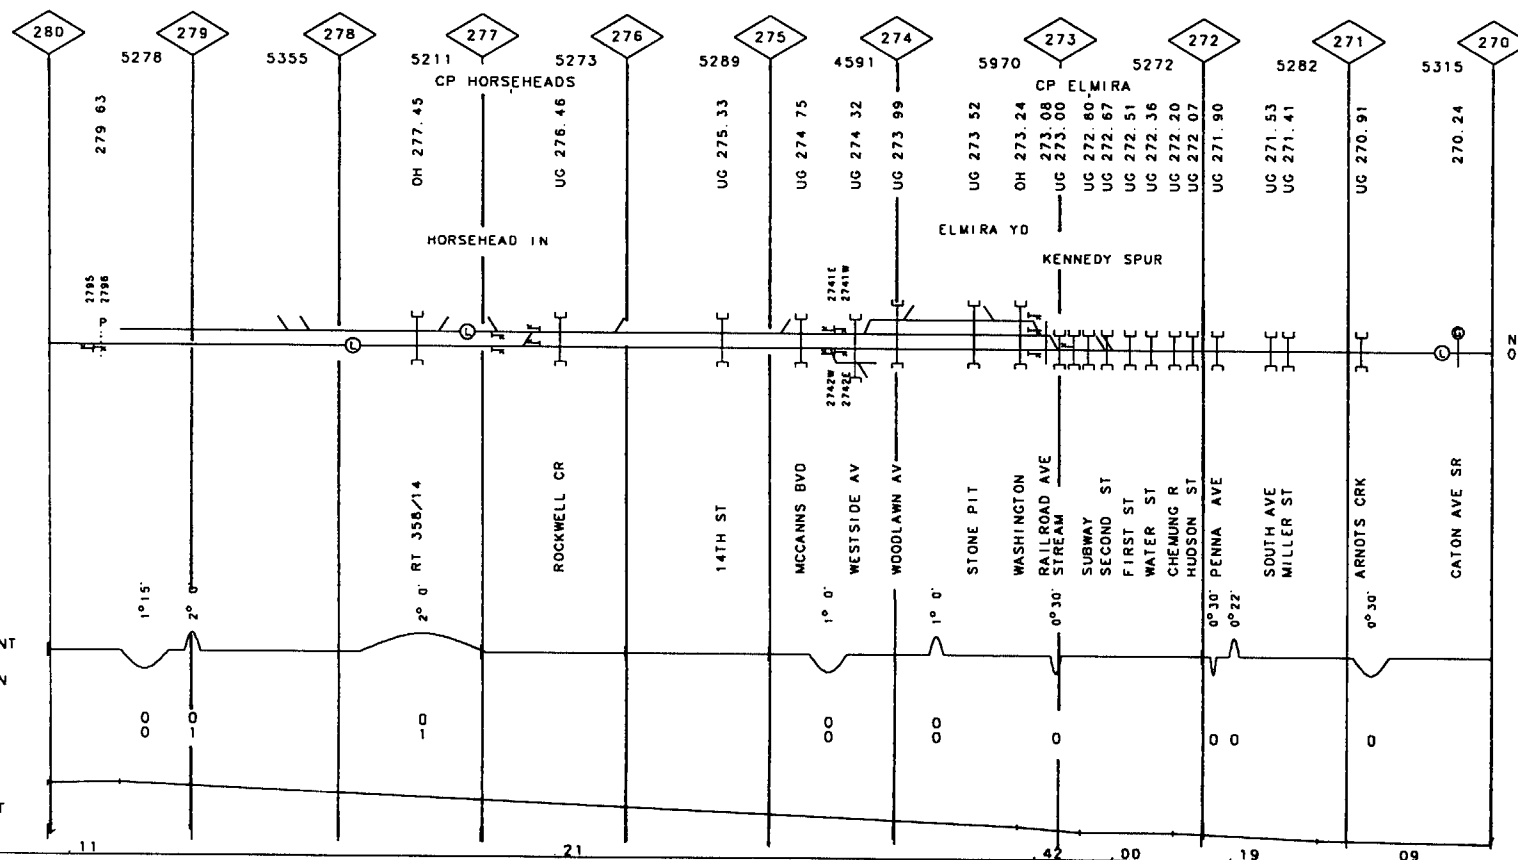 280 279 278 277 276 275 274 273 272 271 270
5278 5355 5211 5273 5289 4591 5970 5272 5282 5315
CP HORSEHEADS
CP ELMIRA
279 63
OH 277.45
UG 276.46
UG 275.33
UG 274 75
UG 274 32
UG 273 99
UG 273 52
OH 273.24
273.08
UG 273.00
UG 272.80
UG 272.67
UG 272.51
UG 272.36
UG 272.20
UG 272.07
UG 271.90
UG 271.53
UG 271.41
UG 270.91
270.24
HORSEHEAD IN
ELMIRA YD
KENNEDY SPUR
2795
2796
P
2741E
2741W
L
L
L
G
N
O
2742W
2742E
RT 358/14
ROCKWELL CR
14TH ST
MCCANNS BVD
WESTSIDE AV
WOODLAWN AV
STONE PIT
WASHINGTON
RAILROAD AVE
STREAM
SUBWAY
SECOND ST
FIRST ST
WATER ST
CHEMUNG R
HUDSON ST
PENNA AVE
SOUTH AVE
MILLER ST
ARNOTS CRK
CATON AVE SR
1° 15'
2° 0'
2° 0'
1° 0'
1° 0'
0° 30'
0° 30'
0° 22'
0° 30'
NT
N
0 0 0 0 0
0 1 1 0 0 0 0 0 0
T
.11 .21 .42 .00 .19 .09